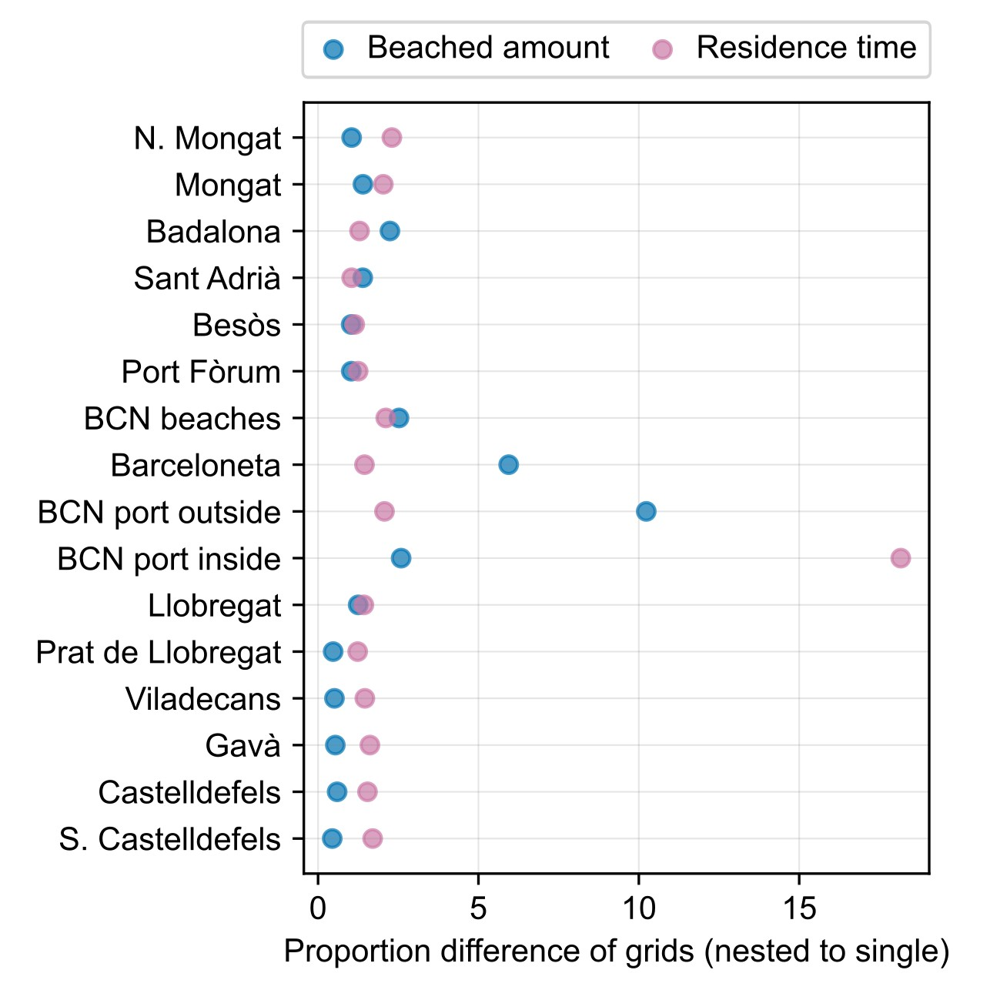 Beached amount Residence time
N. Mongat
Mongat
Badalona
Sant Adrià
Besòs
Port Fòrum
BCN beaches
Barceloneta
BCN port outside
BCN port inside
Llobregat
Prat de Llobregat
Viladecans
Gavà
Castelldefels
S. Castelldefels
0 5 10 15
Proportion difference of grids (nested to single)